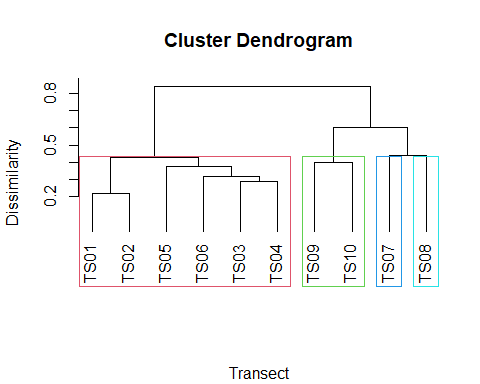 Cluster Dendrogram
Dissimilarity
0.8
0.5
0.2
TS01
TS02
TS05
TS06
TS03
TS04
TS09
TS10
TS07
TS08
Transect